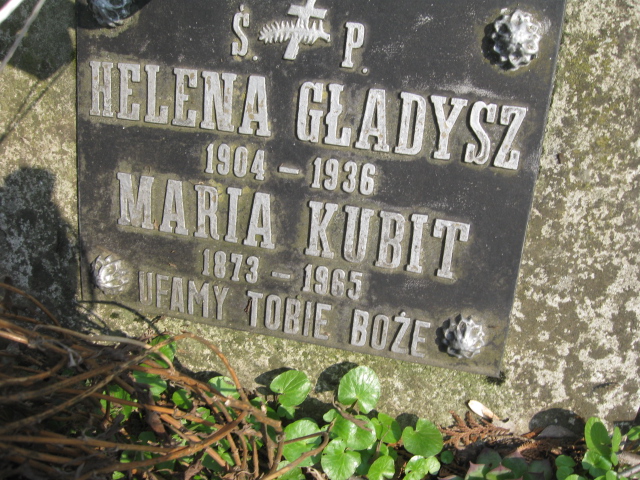 Ś. P.
HELENA GŁADYSZ
1904 - 1936
MARIA KUBIT
1873 - 1965
UFAMY TOBIE BOŻE